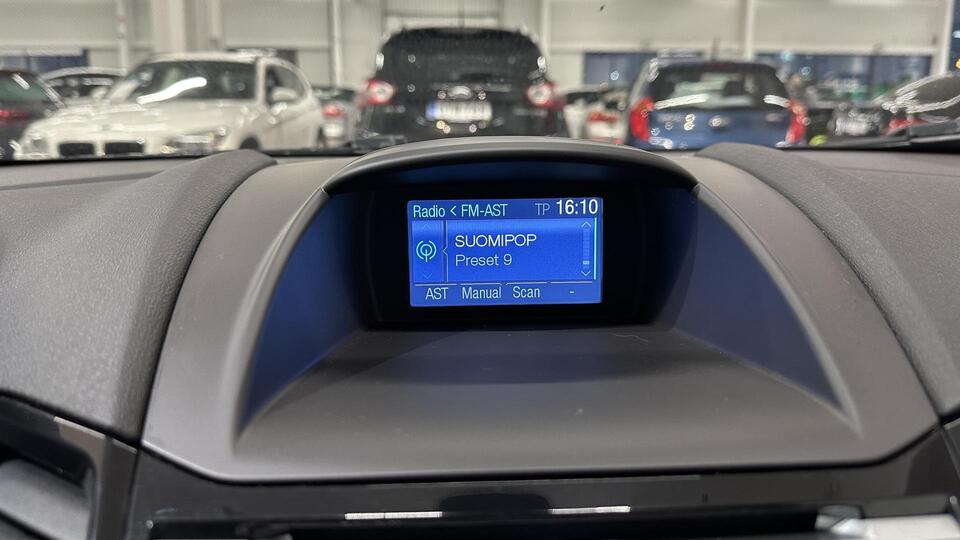 Radio < FM-AST TP 16:10
SUOMIPOP
Preset 9
AST Manual Scan -